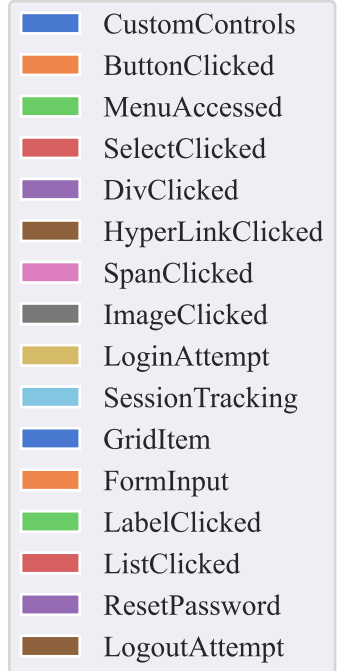 CustomControls
ButtonClicked
MenuAccessed
SelectClicked
DivClicked
HyperLinkClicked
SpanClicked
ImageClicked
LoginAttempt
SessionTracking
GridItem
FormInput
LabelClicked
ListClicked
ResetPassword
LogoutAttempt